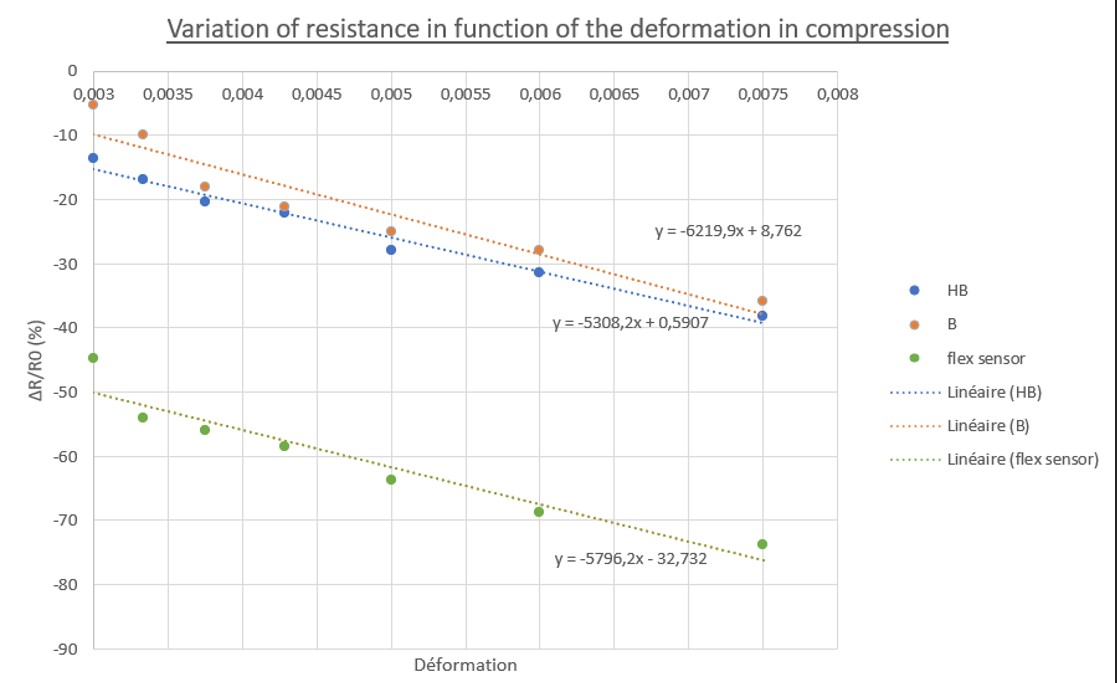 Variation of resistance in function of the deformation in compression
0
0,003 0,0035 0,004 0,0045 0,005 0,0055 0,006 0,0065 0,007 0,0075 0,008
-10
-20
y = -6219,9x + 8,762
-30
HB
y = -5308,2x + 0,5907
B
-40
ΔR/R0 (%)
flex sensor
-50
Linéaire (HB)
Linéaire (B)
-60
Linéaire (flex sensor)
-70
y = -5796,2x - 32,732
-80
-90
Déformation